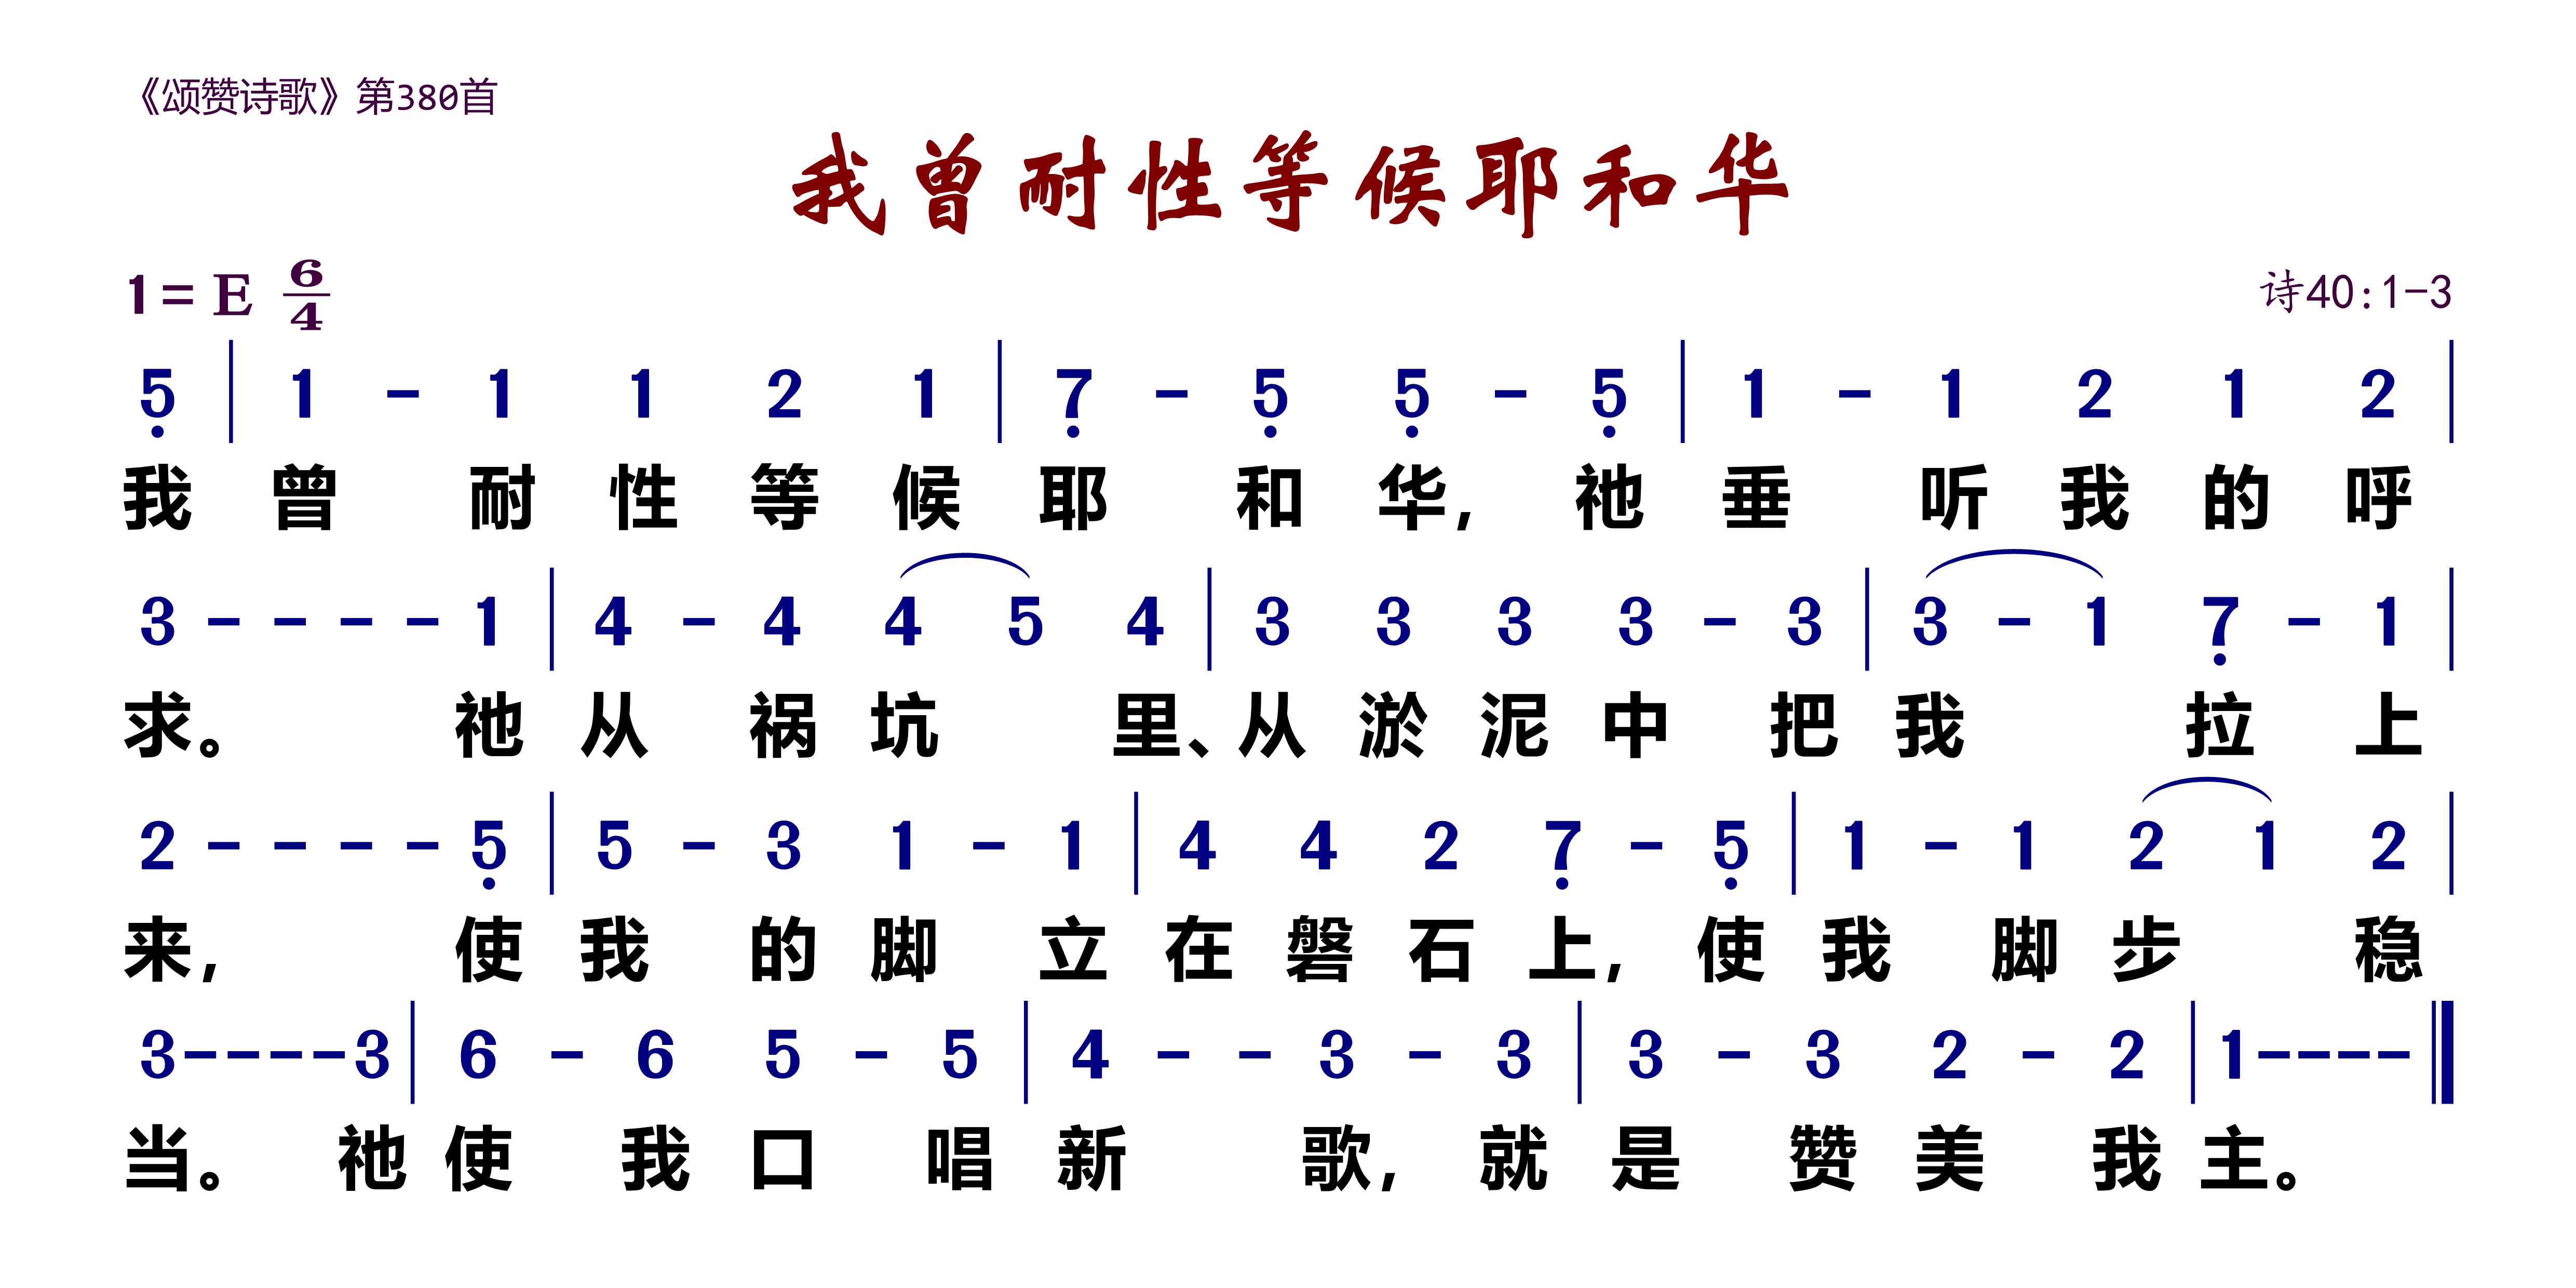 《颂赞诗歌》第380首
我曾耐性等候耶和华
1= E 6/4
诗40:1-3
5̣ | 1 - 1 1 2 1 | 7̣ - 5̣ 5̣ - 5̣ | 1 - 1 2 1 2 |
我曾耐性等候耶和华,祂垂听我的呼
3 - - - - 1 | 4 - 4 4 5 4 | 3 3 3 3 - 3 | 3 - 1 7̣ - 1 |
求。祂从祸坑里、从淤泥中把我拉上
2 - - - - 5̣ | 5 - 3 1 - 1 | 4 4 2 7̣ - 5̣ | 1 - 1 2 1 2 |
来,使我的脚立在磐石上,使我脚步稳
3 - - - - 3 | 6 - 6 5 - 5 | 4 - - 3 - 3 | 3 - 3 2 - 2 | 1 - - - - ‖
当。祂使我口唱新歌,就是赞美我主。